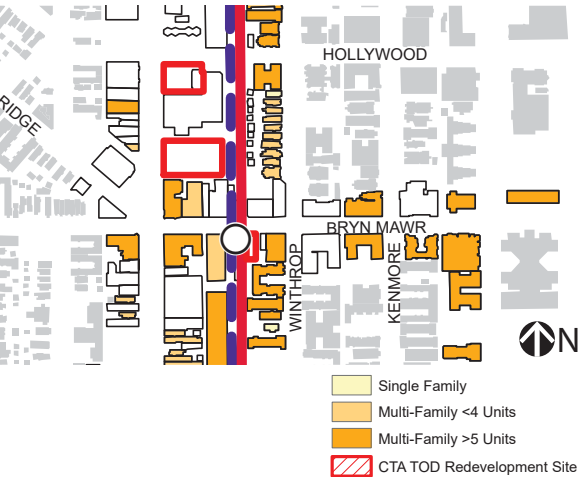 HOLLYWOOD
RIDGE
BRYN MAWR
WINTHROP
KENMORE
N
Single Family
Multi-Family <4 Units
Multi-Family >5 Units
CTA TOD Redevelopment Site